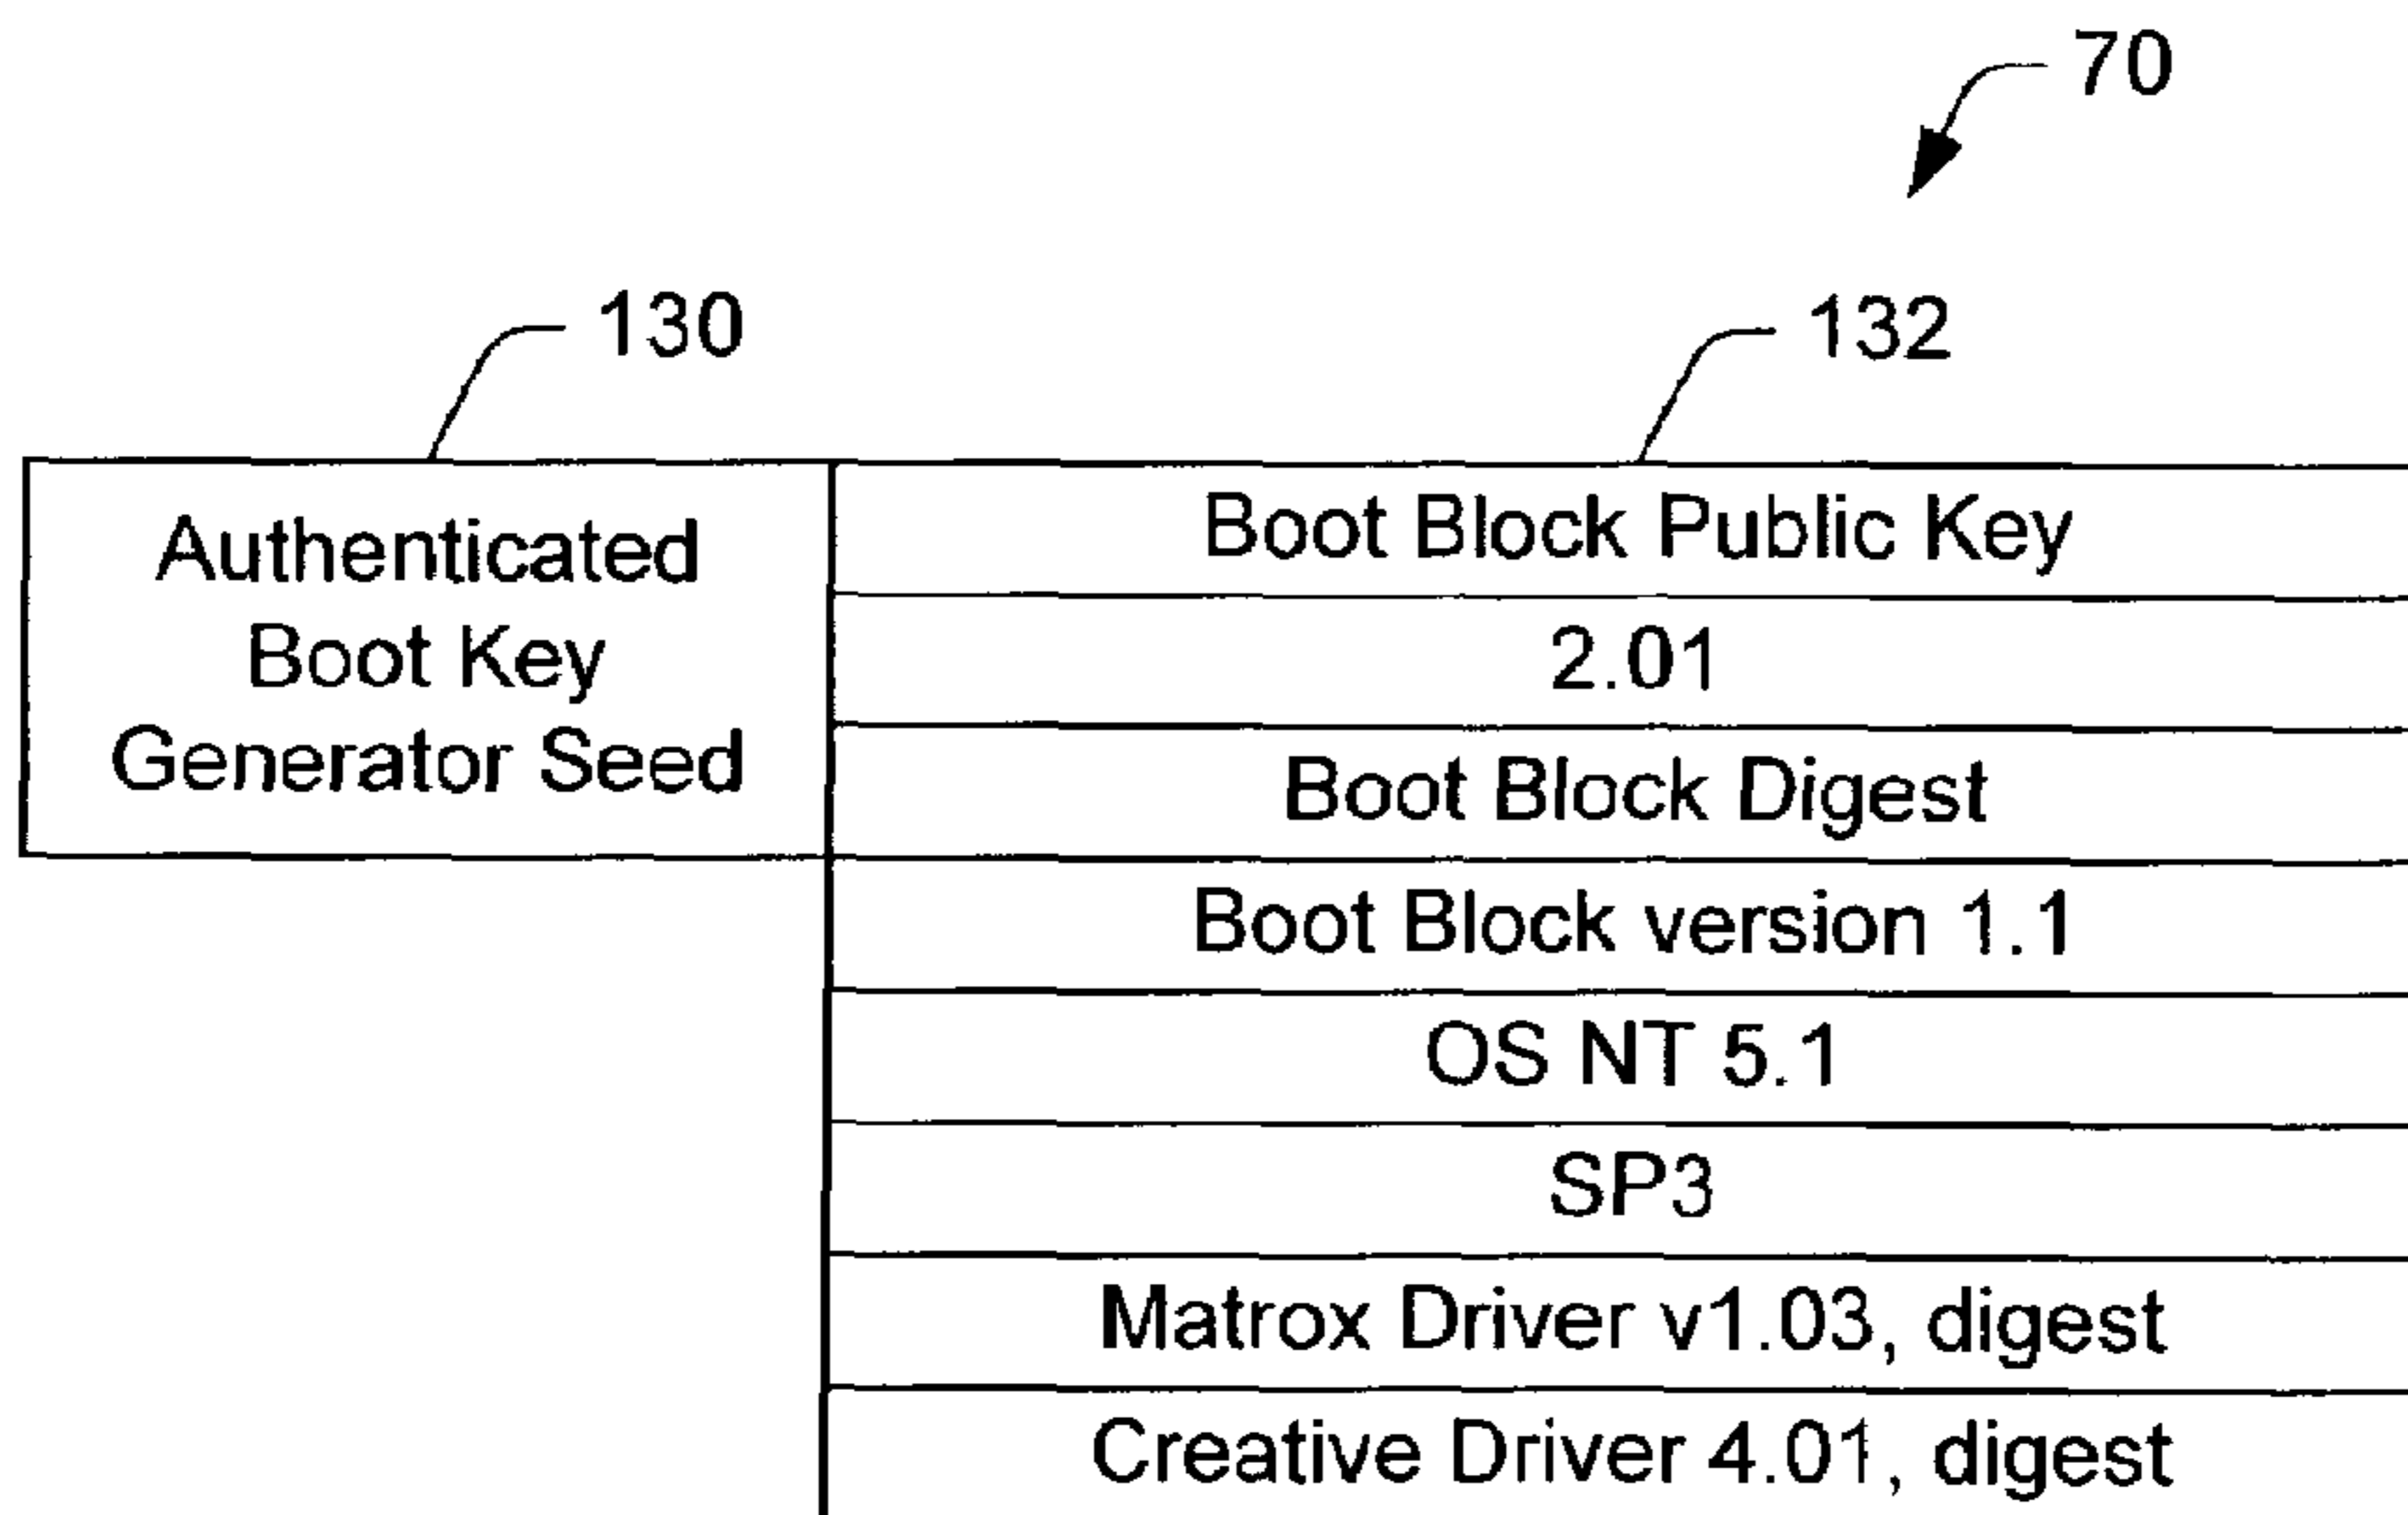 70
130
132
Authenticated
Boot Key
Generator Seed
Boot Block Public Key
2.01
Boot Block Digest
Boot Block version 1.1
OS NT 5.1
SP3
Matrox Driver v1.03, digest
Creative Driver 4.01, digest